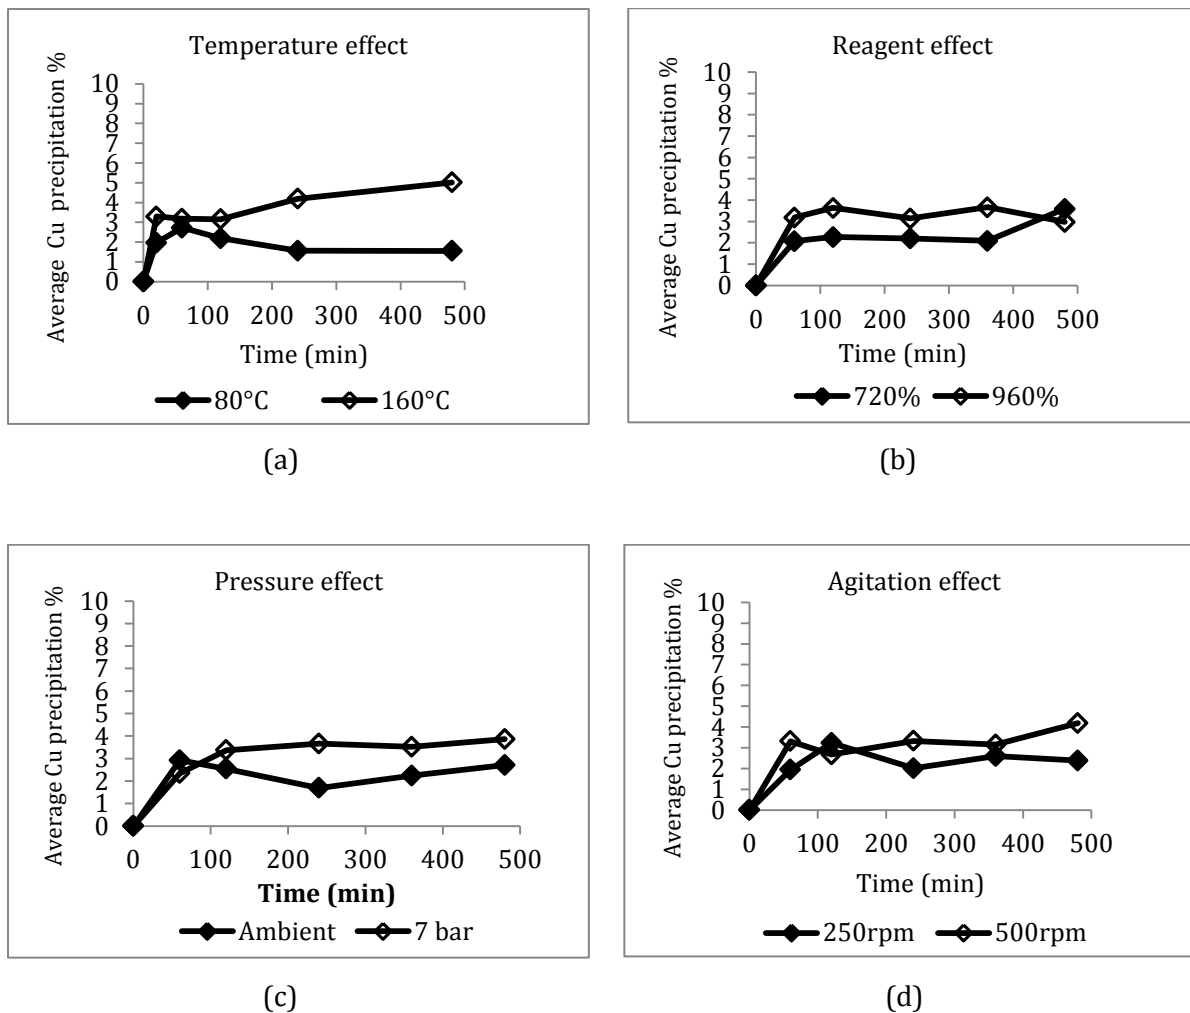 Temperature effect
Average Cu precipitation %
10
9
8
7
6
5
4
3
2
1
0
0 100 200 300 400 500
Time (min)
80°C 160°C
(a)
Reagent effect
Average Cu precipitation %
10
9
8
7
6
5
4
3
2
1
0
0 100 200 300 400 500
Time (min)
720% 960%
(b)
Pressure effect
Average Cu precipitation %
10
9
8
7
6
5
4
3
2
1
0
0 100 200 300 400 500
Time (min)
Ambient 7 bar
(c)
Agitation effect
Average Cu precipitation %
10
9
8
7
6
5
4
3
2
1
0
0 100 200 300 400 500
Time (min)
250rpm 500rpm
(d)